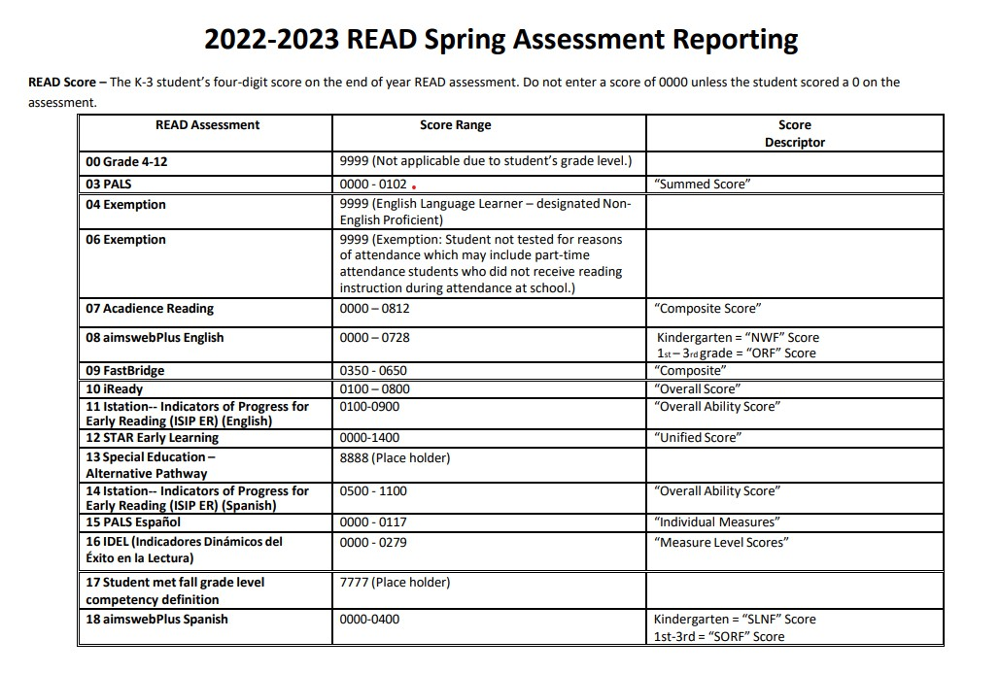 2022-2023 READ Spring Assessment Reporting
READ Score – The K-3 student’s four-digit score on the end of year READ assessment. Do not enter a score of 0000 unless the student scored a 0 on the
assessment.
READ Assessment Score Range Score
Descriptor
00 Grade 4-12 9999 (Not applicable due to student’s grade level.)
03 PALS 0000 - 0102 “Summed Score”
04 Exemption 9999 (English Language Learner – designated Non-
English Proficient)
06 Exemption 9999 (Exemption: Student not tested for reasons
of attendance which may include part-time
attendance students who did not receive reading
instruction during attendance at school.)
07 Acadience Reading 0000 – 0812 “Composite Score”
08 aimswebPlus English 0000 – 0728 Kindergarten = “NWF” Score
1st – 3rd grade = “ORF” Score
09 FastBridge 0350 - 0650 “Composite”
10 iReady 0100 – 0800 “Overall Score”
11 Istation-- Indicators of Progress for 0100-0900 “Overall Ability Score”
Early Reading (ISIP ER) (English)
12 STAR Early Learning 0000-1400 “Unified Score”
13 Special Education – 8888 (Place holder)
Alternative Pathway
14 Istation-- Indicators of Progress for 0500 - 1100 “Overall Ability Score”
Early Reading (ISIP ER) (Spanish)
15 PALS Español 0000 - 0117 “Individual Measures”
16 IDEL (Indicadores Dinámicos del 0000 - 0279 “Measure Level Scores”
Éxito en la Lectura)
17 Student met fall grade level 7777 (Place holder)
competency definition
18 aimswebPlus Spanish 0000-0400 Kindergarten = “SLNF” Score
1st-3rd = “SORF” Score